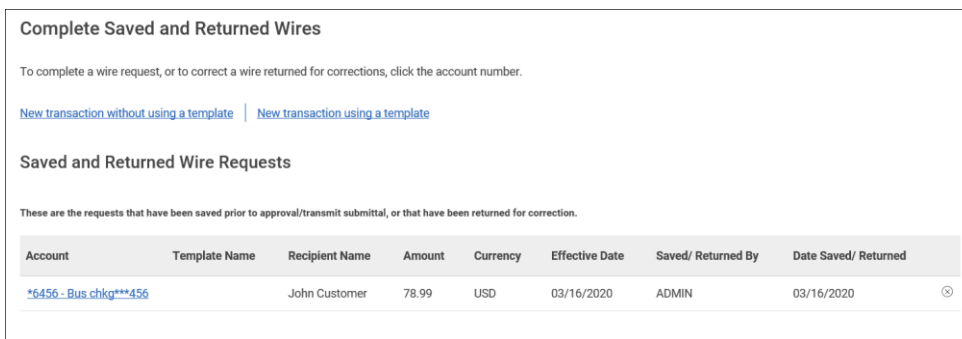 Complete Saved and Returned Wires
To complete a wire request, or to correct a wire returned for corrections, click the account number.
New transaction without using a template | New transaction using a template
Saved and Returned Wire Requests
These are the requests that have been saved prior to approval/transmit submittal, or that have been returned for correction.
Account Template Name Recipient Name Amount Currency Effective Date Saved/ Returned By Date Saved/ Returned
*6456 - Bus chkg***456 John Customer 78.99 USD 03/16/2020 ADMIN 03/16/2020